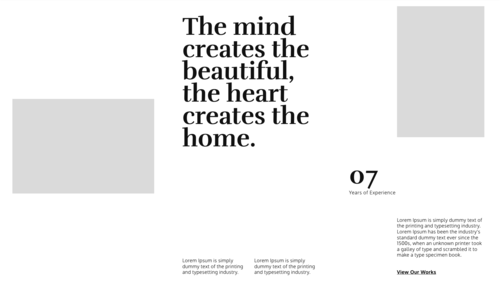 The mind
creates the
beautiful,
the heart
creates the
home.
07
Years of Experience
Lorem Ipsum is simply dummy text of
the printing and typesetting industry.
Lorem Ipsum has been the industry's
standard dummy text ever since the
1500s, when an unknown printer took
a galley of type and scrambled it to
make a type specimen book.
View Our Works
Lorem Ipsum is simply
dummy text of the printing
and typesetting industry.
Lorem Ipsum is simply
dummy text of the printing
and typesetting industry.